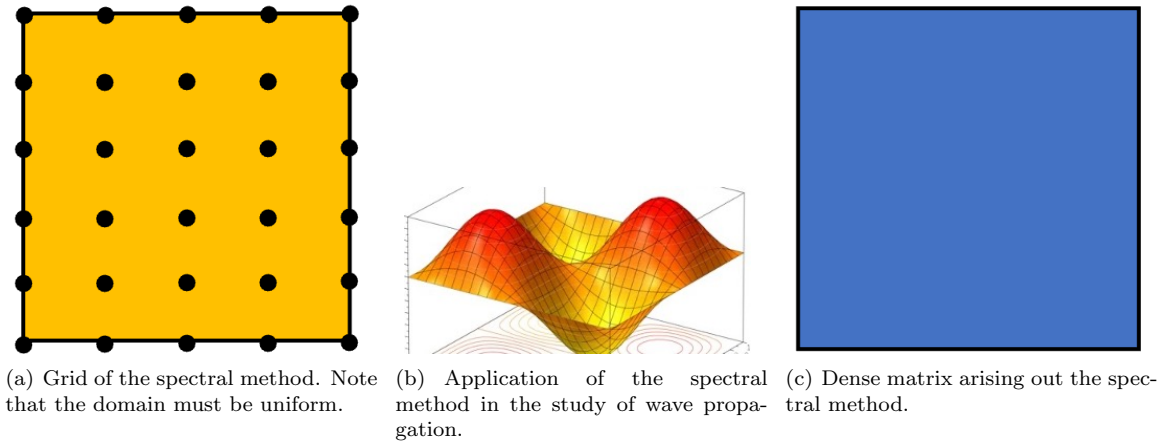 (a) Grid of the spectral method. Note
that the domain must be uniform.
(b) Application of the spectral
method in the study of wave propa-
gation.
(c) Dense matrix arising out the spec-
tral method.